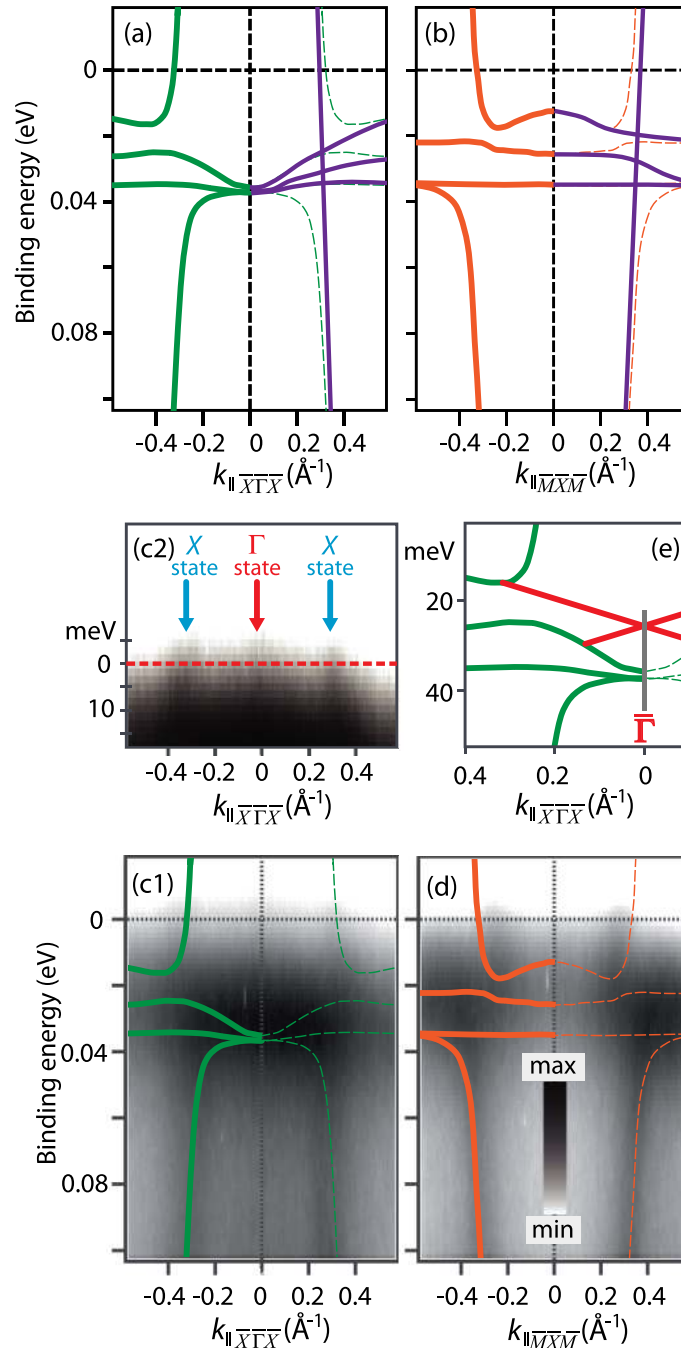 (a)
(b)
0
0.04
0.08
Binding energy (eV)
-0.4 -0.2 0 0.2 0.4
-0.4 -0.2 0 0.2 0.4
k∥X̅Γ̅X̅(Å⁻¹)
k∥M̅X̅M̅(Å⁻¹)
(c2)
X
state
Γ
state
X
state
meV
0
10
-0.4 -0.2 0 0.2 0.4
k∥X̅Γ̅X̅(Å⁻¹)
meV
(e)
20
40
Γ̅
0.4 0.2 0
k∥X̅Γ̅X̅(Å⁻¹)
(c1)
(d)
0
0.04
0.08
Binding energy (eV)
max
min
-0.4 -0.2 0 0.2 0.4
-0.4 -0.2 0 0.2 0.4
k∥X̅Γ̅X̅(Å⁻¹)
k∥M̅X̅M̅(Å⁻¹)